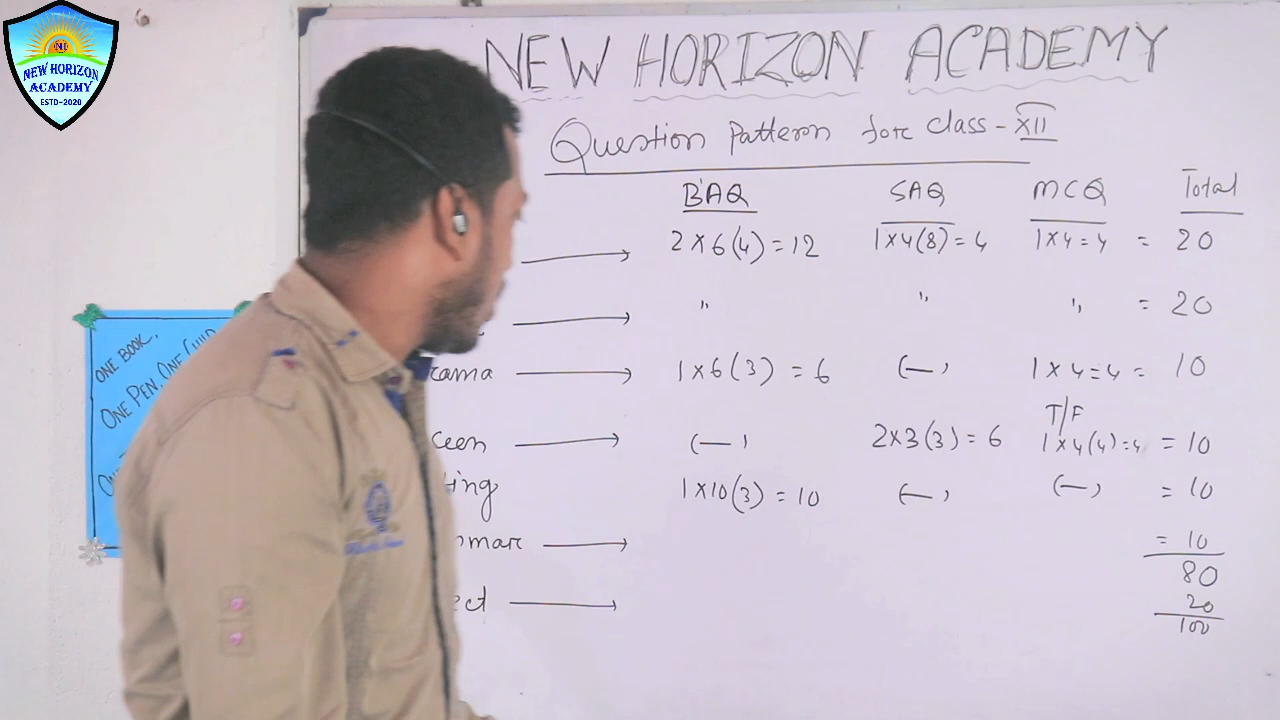 NEW HORIZON
ACADEMY
ESTD-2020
NEW HORIZON ACADEMY
Question Pattern for class - XII
BAQ SAQ MCQ Total
2 x 6 (4) = 12 1 x 4 (8) = 4 1 x 4 = 4 = 20
" " " = 20
rama 1 x 6 (3) = 6 (—) 1 x 4 = 4 = 10
T/F
een (—) 2 x 3 (3) = 6 1 x 4 (4) = 4 = 10
ting 1 x 10 (3) = 10 (—) (—) = 10
mar = 10
80
ect 20
100
ONE BOOK,
ONE PEN, ONE CHILD